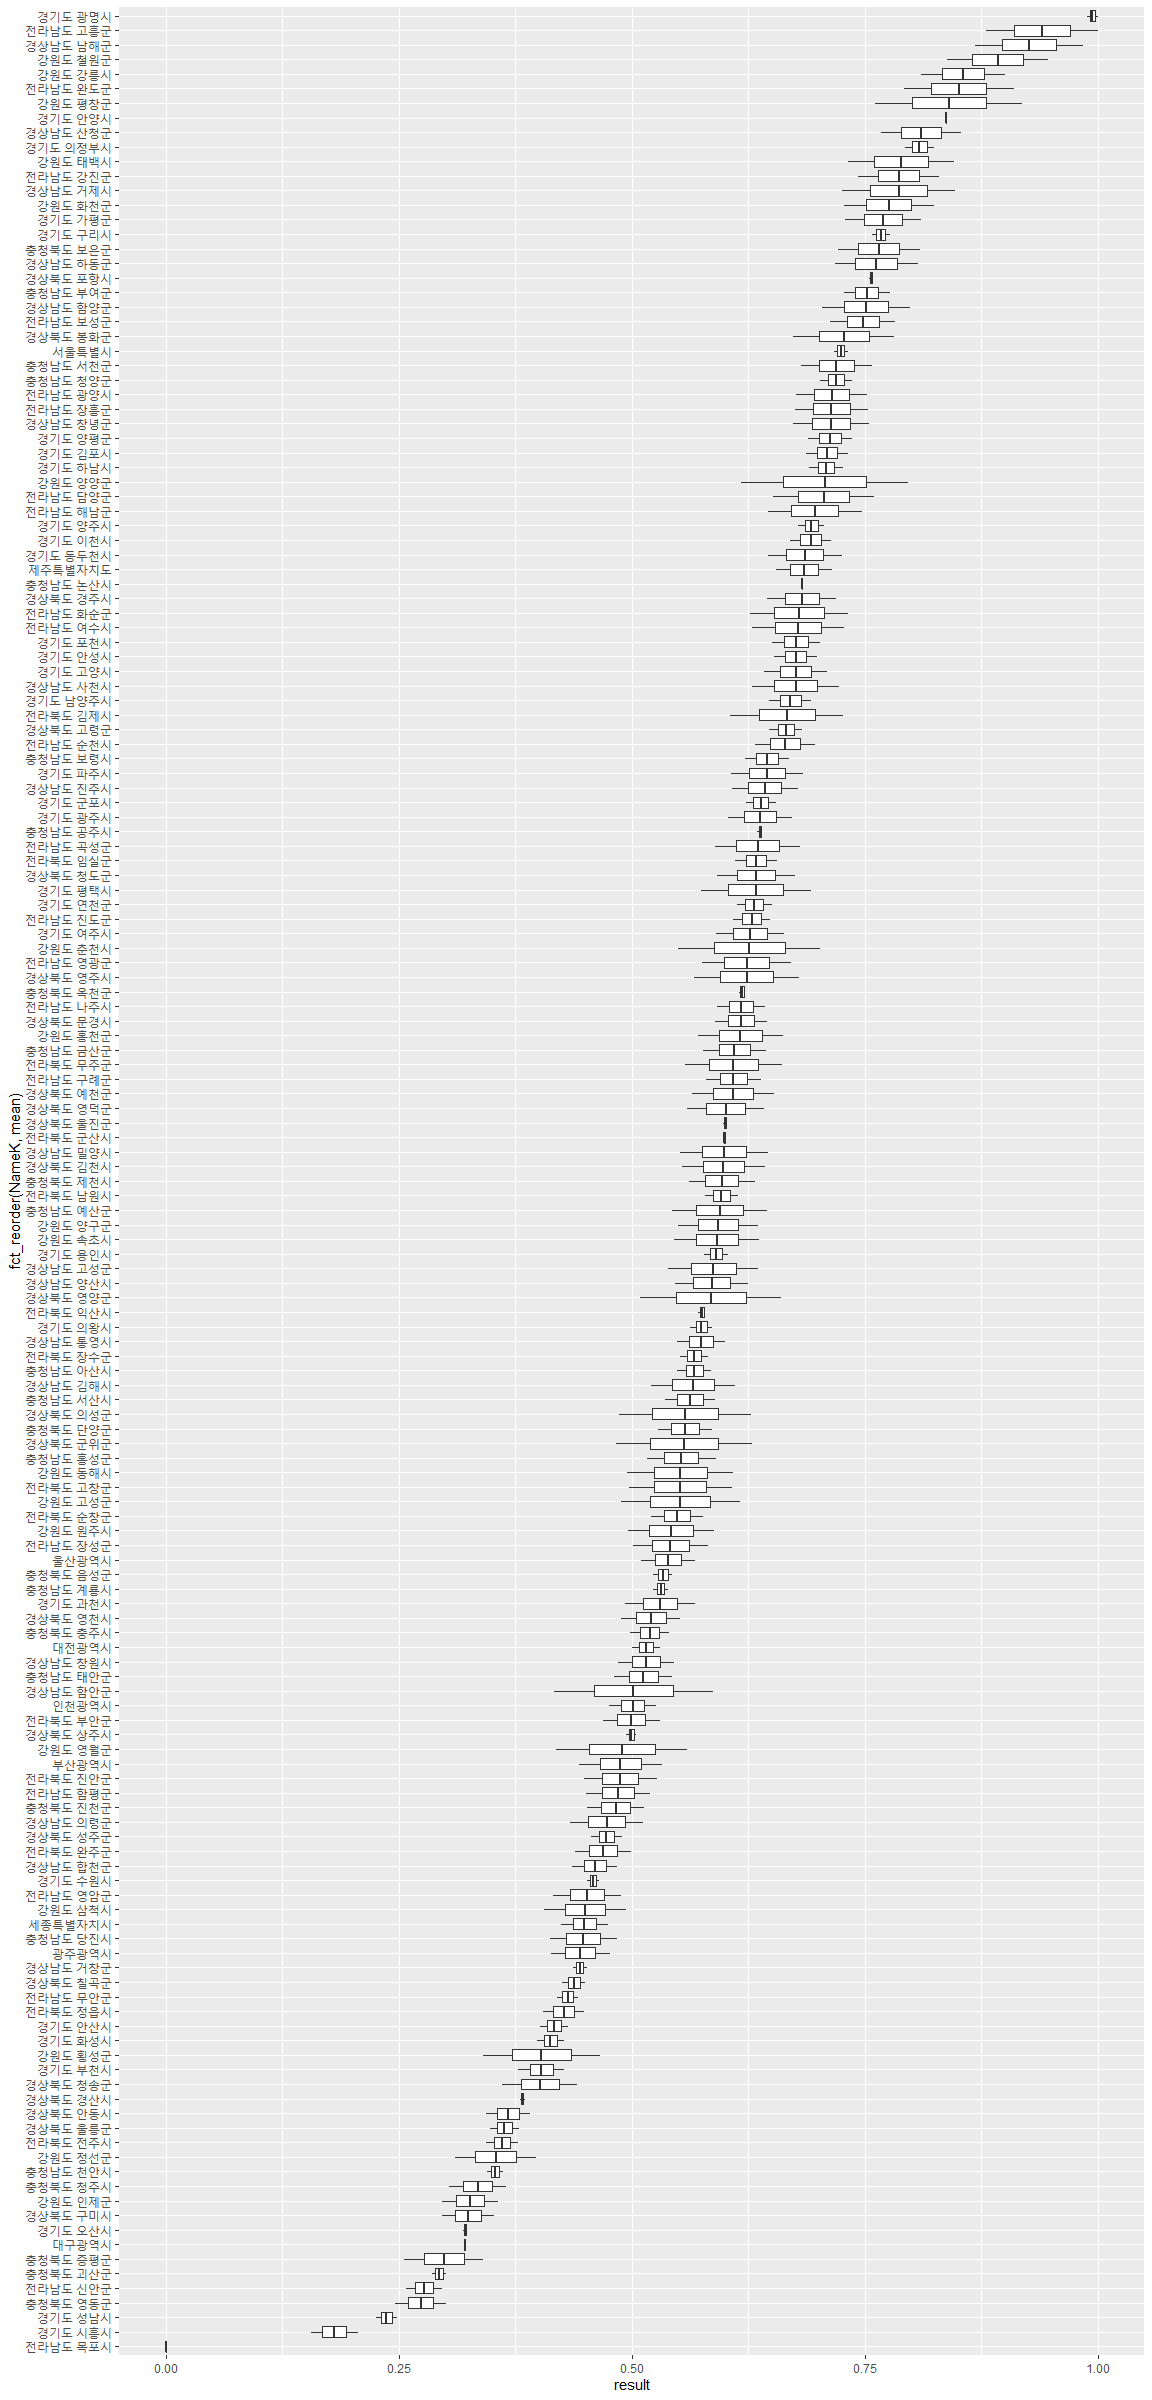 경기도 광명시
전라남도 고흥군
경상남도 남해군
강원도 철원군
강원도 강릉시
전라남도 완도군
강원도 평창군
경기도 안양시
경상남도 산청군
경기도 의정부시
강원도 태백시
전라남도 강진군
경상남도 거제시
강원도 화천군
경기도 가평군
경기도 구리시
충청북도 보은군
경상남도 하동군
경상북도 포항시
충청남도 부여군
경상남도 함양군
전라남도 보성군
경상북도 봉화군
서울특별시
충청남도 서천군
충청남도 청양군
전라남도 광양시
전라남도 장흥군
경상남도 창녕군
경기도 양평군
경기도 김포시
경기도 하남시
강원도 양양군
전라남도 담양군
전라남도 해남군
경기도 양주시
경기도 이천시
경기도 동두천시
제주특별자치도
충청남도 논산시
경상북도 경주시
전라남도 화순군
전라남도 여수시
경기도 포천시
경기도 안성시
경기도 고양시
경상남도 사천시
경기도 남양주시
전라북도 김제시
경상북도 고령군
전라남도 순천시
충청남도 보령시
경기도 파주시
경상남도 진주시
경기도 군포시
경기도 광주시
충청남도 공주시
전라남도 곡성군
전라북도 임실군
경상북도 청도군
경기도 평택시
경기도 연천군
전라남도 진도군
경기도 여주시
강원도 춘천시
전라남도 영광군
경상북도 영주시
충청북도 옥천군
전라남도 나주시
경상북도 문경시
강원도 홍천군
충청남도 금산군
전라북도 무주군
전라남도 구례군
경상북도 예천군
경상북도 영덕군
경상북도 울진군
전라북도 군산시
경상남도 밀양시
경상북도 김천시
충청북도 제천시
전라북도 남원시
충청남도 예산군
강원도 양구군
강원도 속초시
경기도 용인시
경상남도 고성군
경상남도 양산시
경상북도 영양군
전라북도 익산시
경기도 의왕시
경상남도 통영시
전라북도 장수군
충청남도 아산시
경상남도 김해시
충청남도 서산시
경상북도 의성군
충청북도 단양군
경상북도 군위군
충청남도 홍성군
강원도 동해시
전라북도 고창군
강원도 고성군
전라북도 순창군
강원도 원주시
전라남도 장성군
울산광역시
충청북도 음성군
충청남도 계룡시
경기도 과천시
경상북도 영천시
충청북도 충주시
대전광역시
경상남도 창원시
충청남도 태안군
경상남도 함안군
인천광역시
전라북도 부안군
경상북도 상주시
강원도 영월군
부산광역시
전라북도 진안군
전라남도 함평군
충청북도 진천군
경상남도 의령군
경상북도 성주군
전라북도 완주군
경상남도 합천군
경기도 수원시
전라남도 영암군
강원도 삼척시
세종특별자치시
충청남도 당진시
광주광역시
경상남도 거창군
경상북도 칠곡군
전라남도 무안군
전라북도 정읍시
경기도 안산시
경기도 화성시
강원도 횡성군
경기도 부천시
경상북도 청송군
경상북도 경산시
경상북도 안동시
경상북도 울릉군
전라북도 전주시
강원도 정선군
충청남도 천안시
충청북도 청주시
강원도 인제군
경상북도 구미시
경기도 오산시
대구광역시
충청북도 증평군
충청북도 괴산군
전라남도 신안군
충청북도 영동군
경기도 성남시
경기도 시흥시
전라남도 목포시
fct_reorder(NameK, mean)
0.00 0.25 0.50 0.75 1.00
result